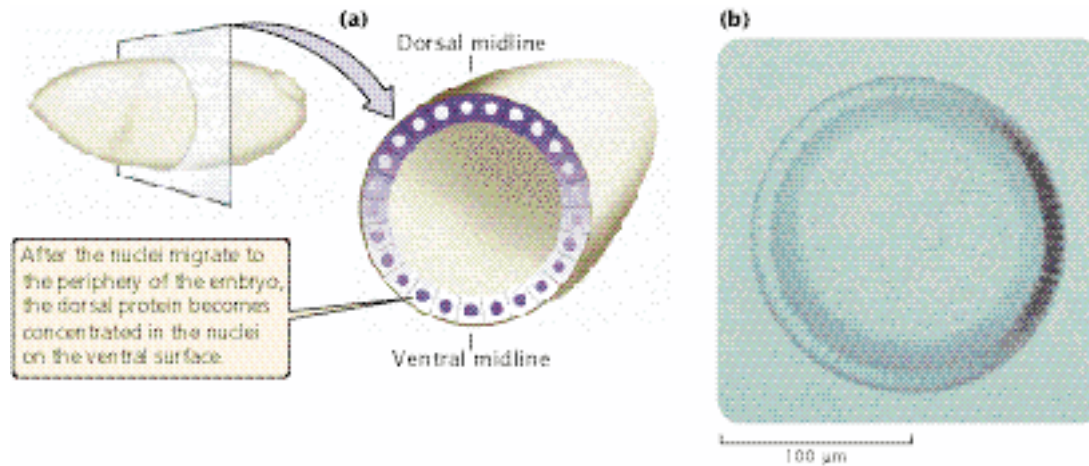 (a)
Dorsal midline
After the nuclei migrate to
the periphery of the embryo,
the dorsal protein becomes
concentrated in the nuclei
on the ventral surface.
Ventral midline
(b)
100 µm